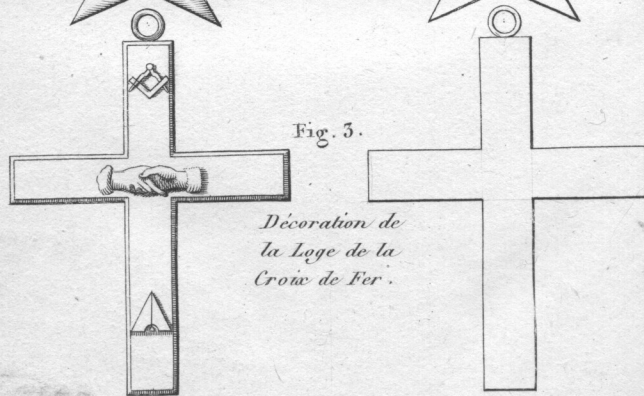 Fig. 3.
Décoration de
la Loge de la
Croix de Fer.